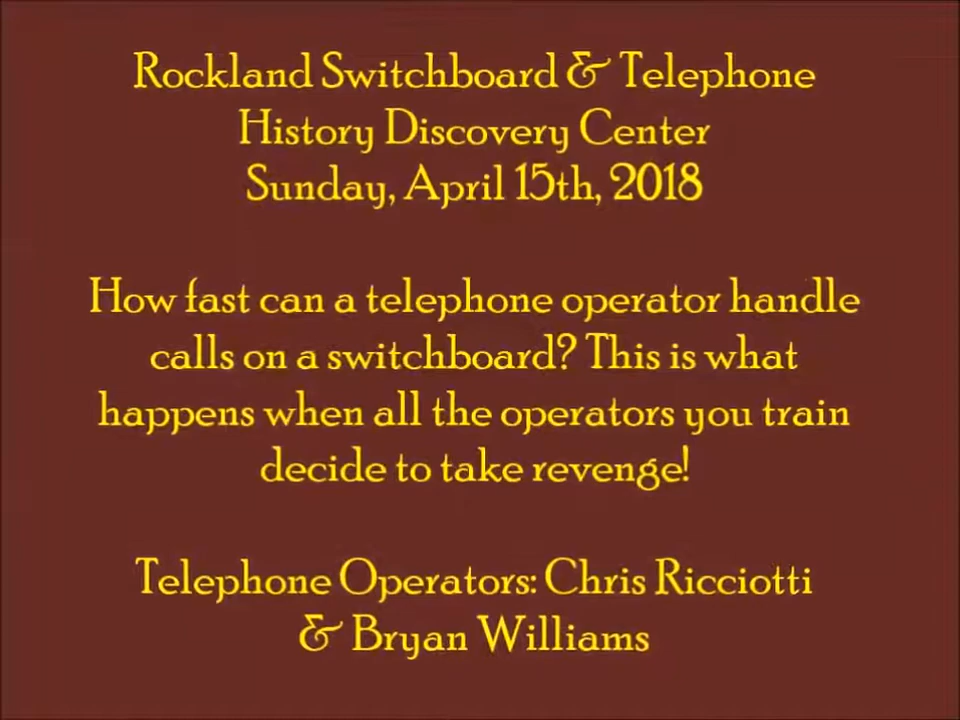 Rockland Switchboard & Telephone
History Discovery Center
Sunday, April 15th, 2018
How fast can a telephone operator handle
calls on a switchboard? This is what
happens when all the operators you train
decide to take revenge!
Telephone Operators: Chris Ricciotti
& Bryan Williams